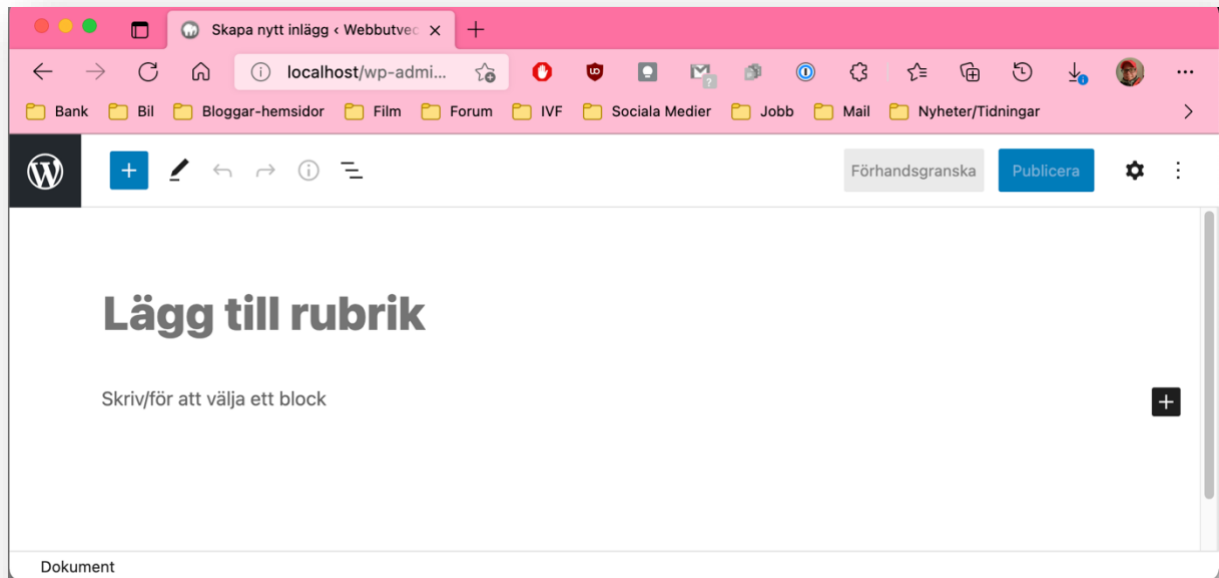 Skapa nytt inlägg ‹ Webbutvec
localhost/wp-admi...
Bank Bil Bloggar-hemsidor Film Forum IVF Sociala Medier Jobb Mail Nyheter/Tidningar
Förhandsgranska Publicera
Lägg till rubrik
Skriv/för att välja ett block
Dokument